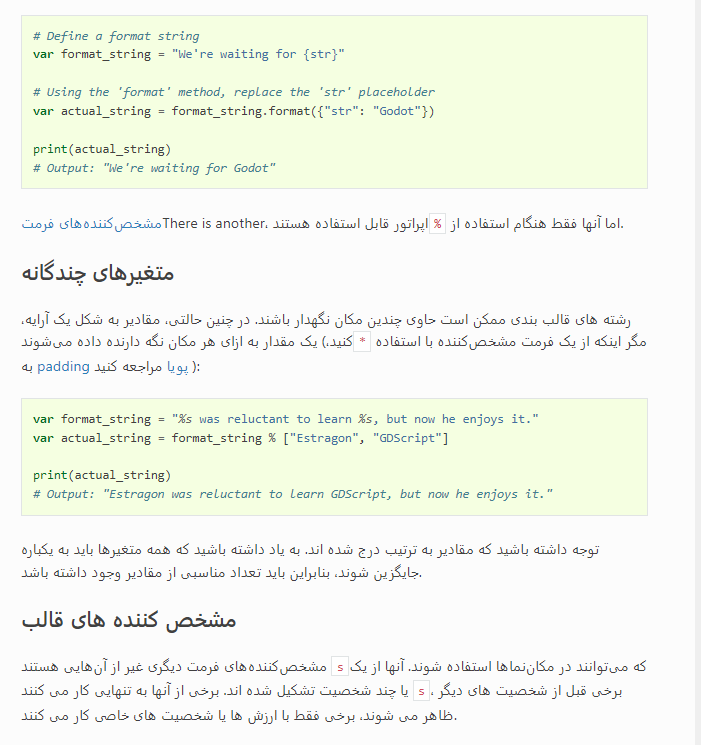 # Define a format string
var format_string = "We're waiting for {str}"
# Using the 'format' method, replace the 'str' placeholder
var actual_string = format_string.format({"str": "Godot"})
print(actual_string)
# Output: "We're waiting for Godot"
مشخص‌کننده‌های فرمتThere is another، اما آنها فقط هنگام استفاده از % اپراتور قابل استفاده هستند.
متغیرهای چندگانه
رشته های قالب بندی ممکن است حاوی چندین مکان نگهدار باشند. در چنین حالتی، مقادیر به شکل یک آرایه،
یک مقدار به ازای هر مکان نگه دارنده داده می‌شوند (مگر اینکه از یک فرمت مشخص‌کننده با استفاده * کنید،
به padding پویا مراجعه کنید ):
var format_string = "%s was reluctant to learn %s, but now he enjoys it."
var actual_string = format_string % ["Estragon", "GDScript"]
print(actual_string)
# Output: "Estragon was reluctant to learn GDScript, but now he enjoys it."
توجه داشته باشید که مقادیر به ترتیب درج شده اند. به یاد داشته باشید که همه متغیرها باید به یکباره
جایگزین شوند، بنابراین باید تعداد مناسبی از مقادیر وجود داشته باشد.
مشخص کننده های قالب
مشخص‌کننده‌های فرمت دیگری غیر از آن‌هایی هستند s که می‌توانند در مکان‌نماها استفاده شوند. آنها از یک
یا چند شخصیت تشکیل شده اند. برخی از آنها به تنهایی کار می کنند s ، برخی قبل از شخصیت های دیگر
ظاهر می شوند، برخی فقط با ارزش ها یا شخصیت های خاصی کار می کنند.